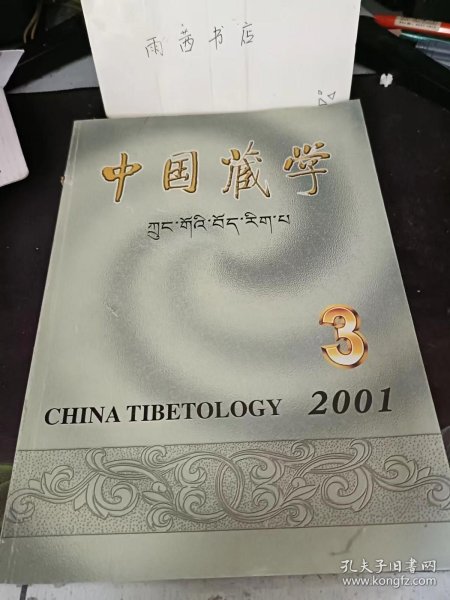 雨茜书店
中国藏学
ཀྲུང་གོའི་བོད་རིག་པ
3
CHINA TIBETOLOGY 2001
孔夫子旧书网
www.kongfz.com